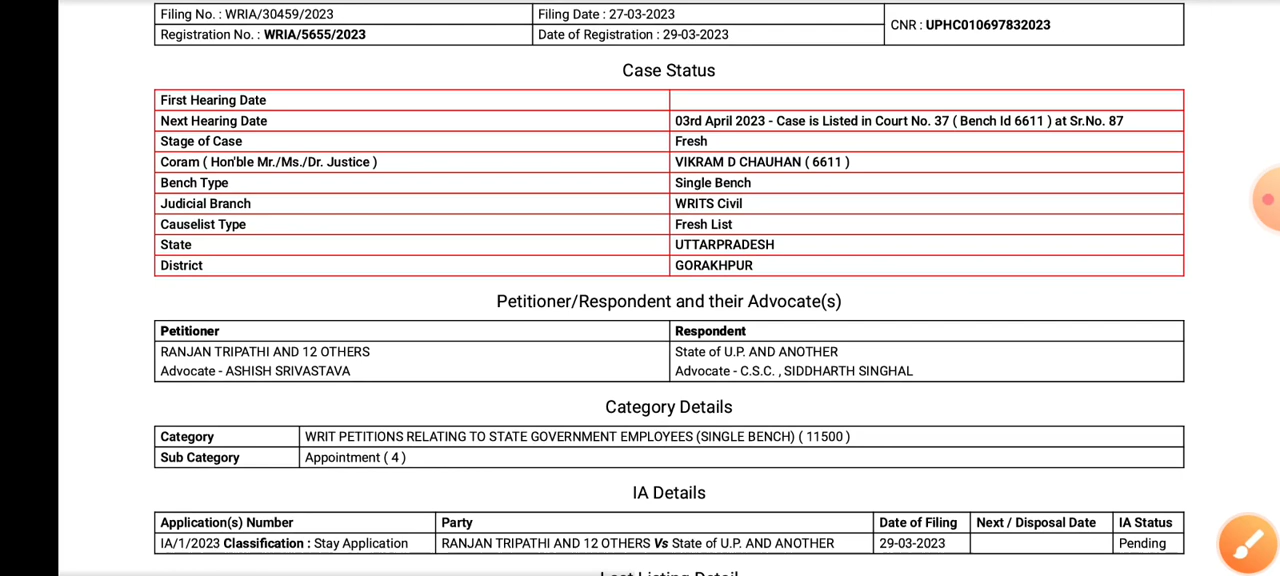 Filing No. : WRIA/30459/2023 Filing Date : 27-03-2023 CNR : UPHC010697832023
Registration No. : WRIA/5655/2023 Date of Registration : 29-03-2023
Case Status
First Hearing Date
Next Hearing Date 03rd April 2023 - Case is Listed in Court No. 37 ( Bench Id 6611 ) at Sr.No. 87
Stage of Case Fresh
Coram ( Hon'ble Mr./Ms./Dr. Justice ) VIKRAM D CHAUHAN ( 6611 )
Bench Type Single Bench
Judicial Branch WRITS Civil
Causelist Type Fresh List
State UTTARPRADESH
District GORAKHPUR
Petitioner/Respondent and their Advocate(s)
Petitioner Respondent
RANJAN TRIPATHI AND 12 OTHERS State of U.P. AND ANOTHER
Advocate - ASHISH SRIVASTAVA Advocate - C.S.C. , SIDDHARTH SINGHAL
Category Details
Category WRIT PETITIONS RELATING TO STATE GOVERNMENT EMPLOYEES (SINGLE BENCH) ( 11500 )
Sub Category Appointment ( 4 )
IA Details
Application(s) Number Party Date of Filing Next / Disposal Date IA Status
IA/1/2023 Classification : Stay Application RANJAN TRIPATHI AND 12 OTHERS Vs State of U.P. AND ANOTHER 29-03-2023 Pending
Last Listing Detail